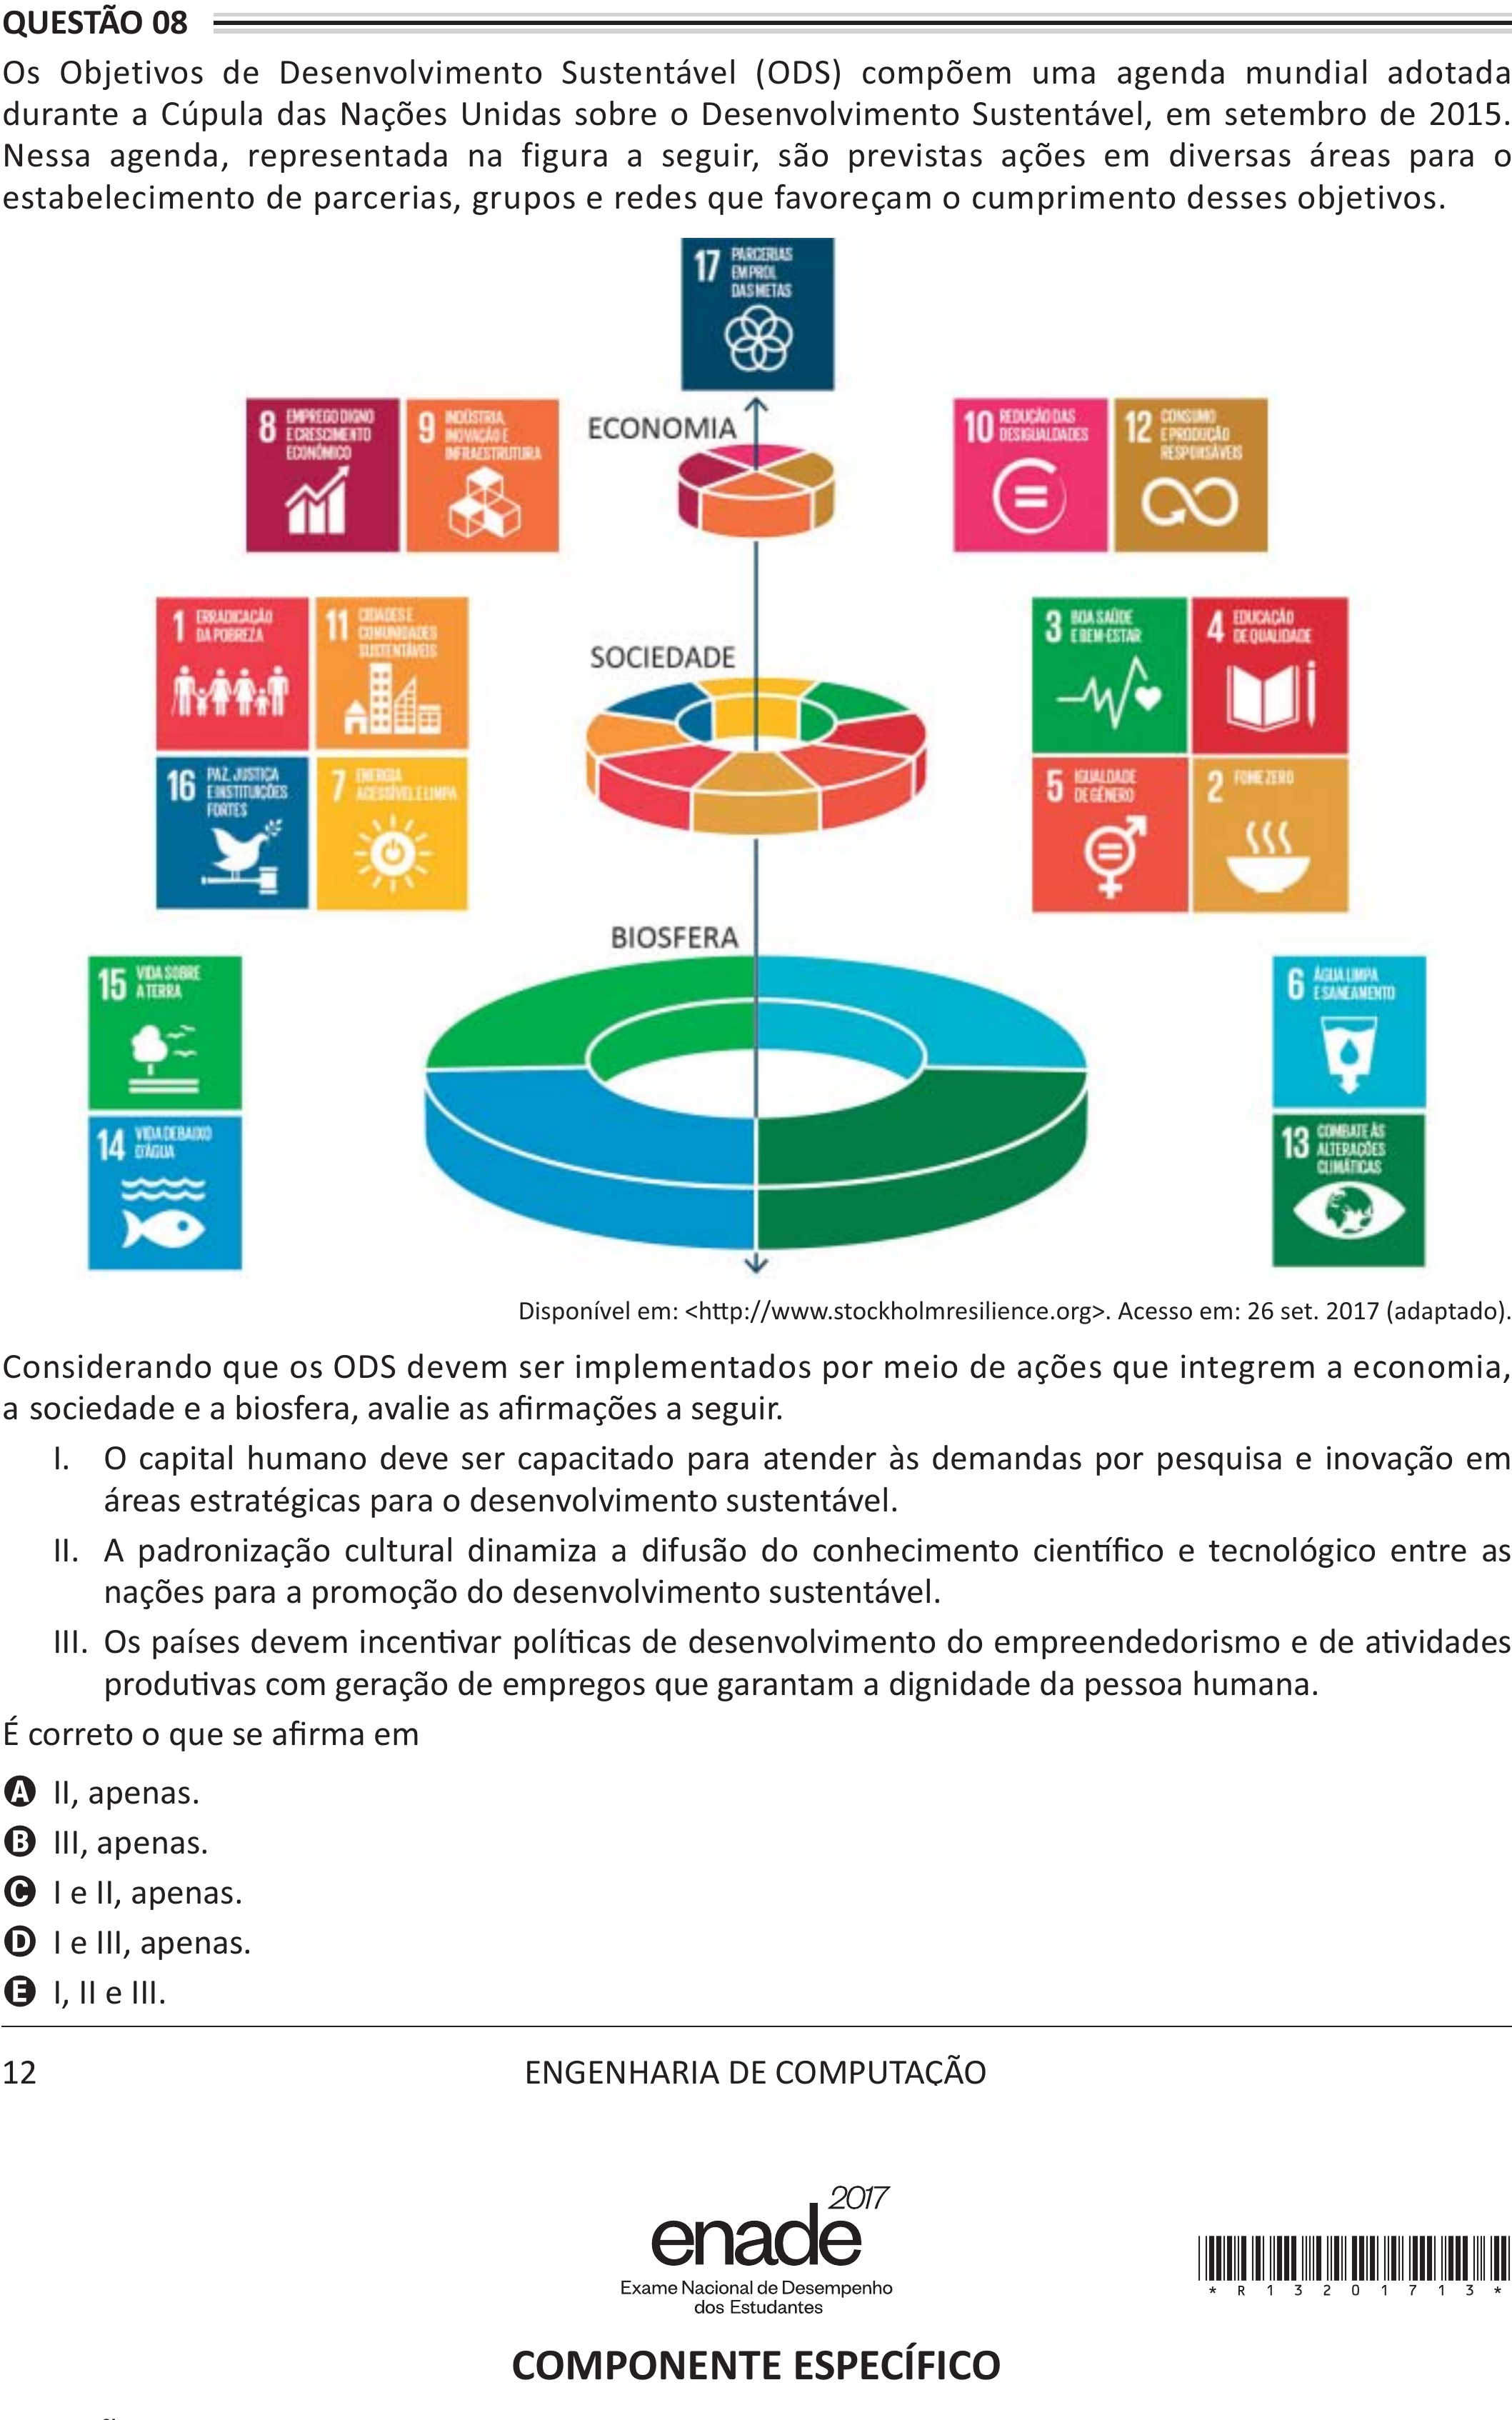 QUESTÃO 08
Os Objetivos de Desenvolvimento Sustentável (ODS) compõem uma agenda mundial adotada
durante a Cúpula das Nações Unidas sobre o Desenvolvimento Sustentável, em setembro de 2015.
Nessa agenda, representada na figura a seguir, são previstas ações em diversas áreas para o
estabelecimento de parcerias, grupos e redes que favoreçam o cumprimento desses objetivos.
17 PARCERIAS
EM PROL
DAS METAS
8 EMPREGO DIGNO
E CRESCIMENTO
ECONÔMICO
9 INDÚSTRIA,
INOVAÇÃO E
INFRAESTRUTURA
ECONOMIA
10 REDUÇÃO DAS
DESIGUALDADES
12 CONSUMO
E PRODUÇÃO
RESPONSÁVEIS
1 ERRADICAÇÃO
DA POBREZA
11 CIDADES E
COMUNIDADES
SUSTENTÁVEIS
SOCIEDADE
3 BOA SAÚDE
E BEM-ESTAR
4 EDUCAÇÃO
DE QUALIDADE
16 PAZ, JUSTIÇA
E INSTITUIÇÕES
FORTES
7 ENERGIA
ACESSÍVEL E LIMPA
5 IGUALDADE
DE GÊNERO
2 FOME ZERO
BIOSFERA
15 VIDA SOBRE
A TERRA
6 ÁGUA LIMPA
E SANEAMENTO
14 VIDA DEBAIXO
D'ÁGUA
13 COMBATE ÀS
ALTERAÇÕES
CLIMÁTICAS
Disponível em: <http://www.stockholmresilience.org>. Acesso em: 26 set. 2017 (adaptado).
Considerando que os ODS devem ser implementados por meio de ações que integrem a economia,
a sociedade e a biosfera, avalie as afirmações a seguir.
I. O capital humano deve ser capacitado para atender às demandas por pesquisa e inovação em
áreas estratégicas para o desenvolvimento sustentável.
II. A padronização cultural dinamiza a difusão do conhecimento científico e tecnológico entre as
nações para a promoção do desenvolvimento sustentável.
III. Os países devem incentivar políticas de desenvolvimento do empreendedorismo e de atividades
produtivas com geração de empregos que garantam a dignidade da pessoa humana.
É correto o que se afirma em
A II, apenas.
B III, apenas.
C I e II, apenas.
D I e III, apenas.
E I, II e III.
12
ENGENHARIA DE COMPUTAÇÃO
enade 2017
Exame Nacional de Desempenho
dos Estudantes
* R 1 3 2 0 1 7 1 3 *
COMPONENTE ESPECÍFICO